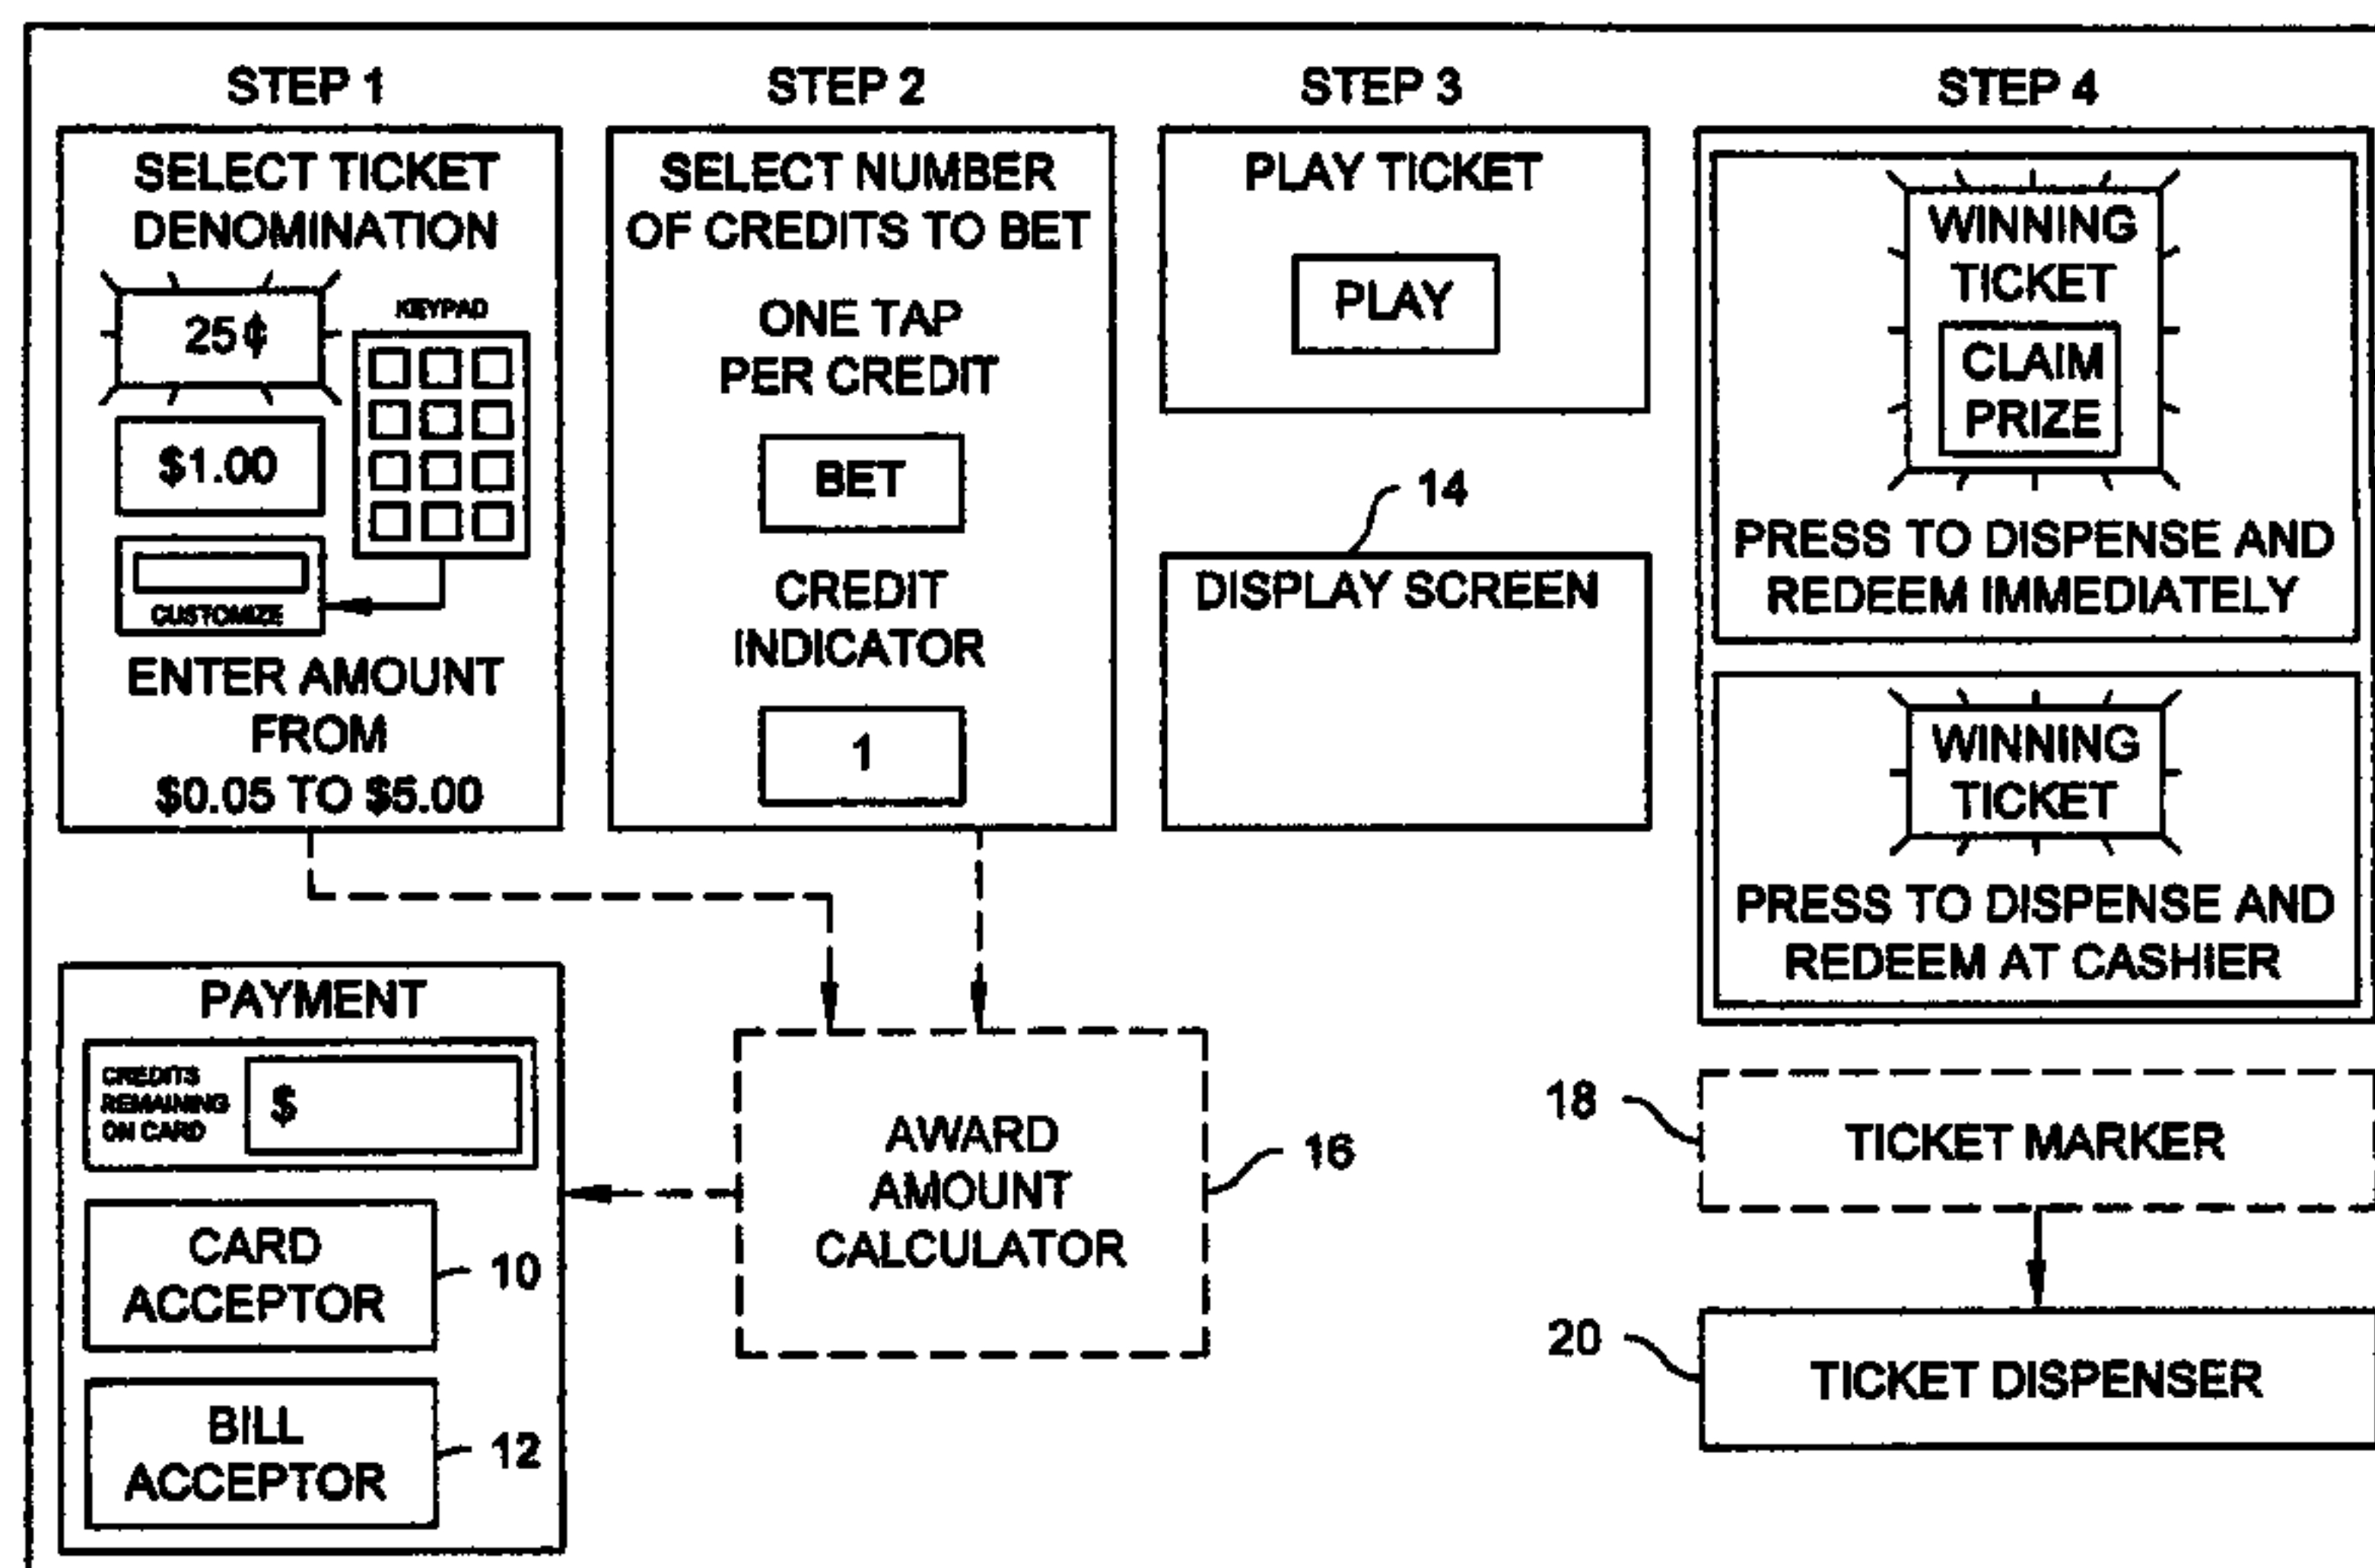 STEP 1
SELECT TICKET
DENOMINATION
25¢
KEYPAD
$1.00
CUSTOMIZE
ENTER AMOUNT
FROM
$0.05 TO $5.00
STEP 2
SELECT NUMBER
OF CREDITS TO BET
ONE TAP
PER CREDIT
BET
CREDIT
INDICATOR
1
STEP 3
PLAY TICKET
PLAY
14
DISPLAY SCREEN
STEP 4
WINNING
TICKET
CLAIM
PRIZE
PRESS TO DISPENSE AND
REDEEM IMMEDIATELY
WINNING
TICKET
PRESS TO DISPENSE AND
REDEEM AT CASHIER
PAYMENT
CREDITS
REMAINING
ON CARD
$
CARD
ACCEPTOR
10
BILL
ACCEPTOR
12
AWARD
AMOUNT
CALCULATOR
16
18
TICKET MARKER
20
TICKET DISPENSER